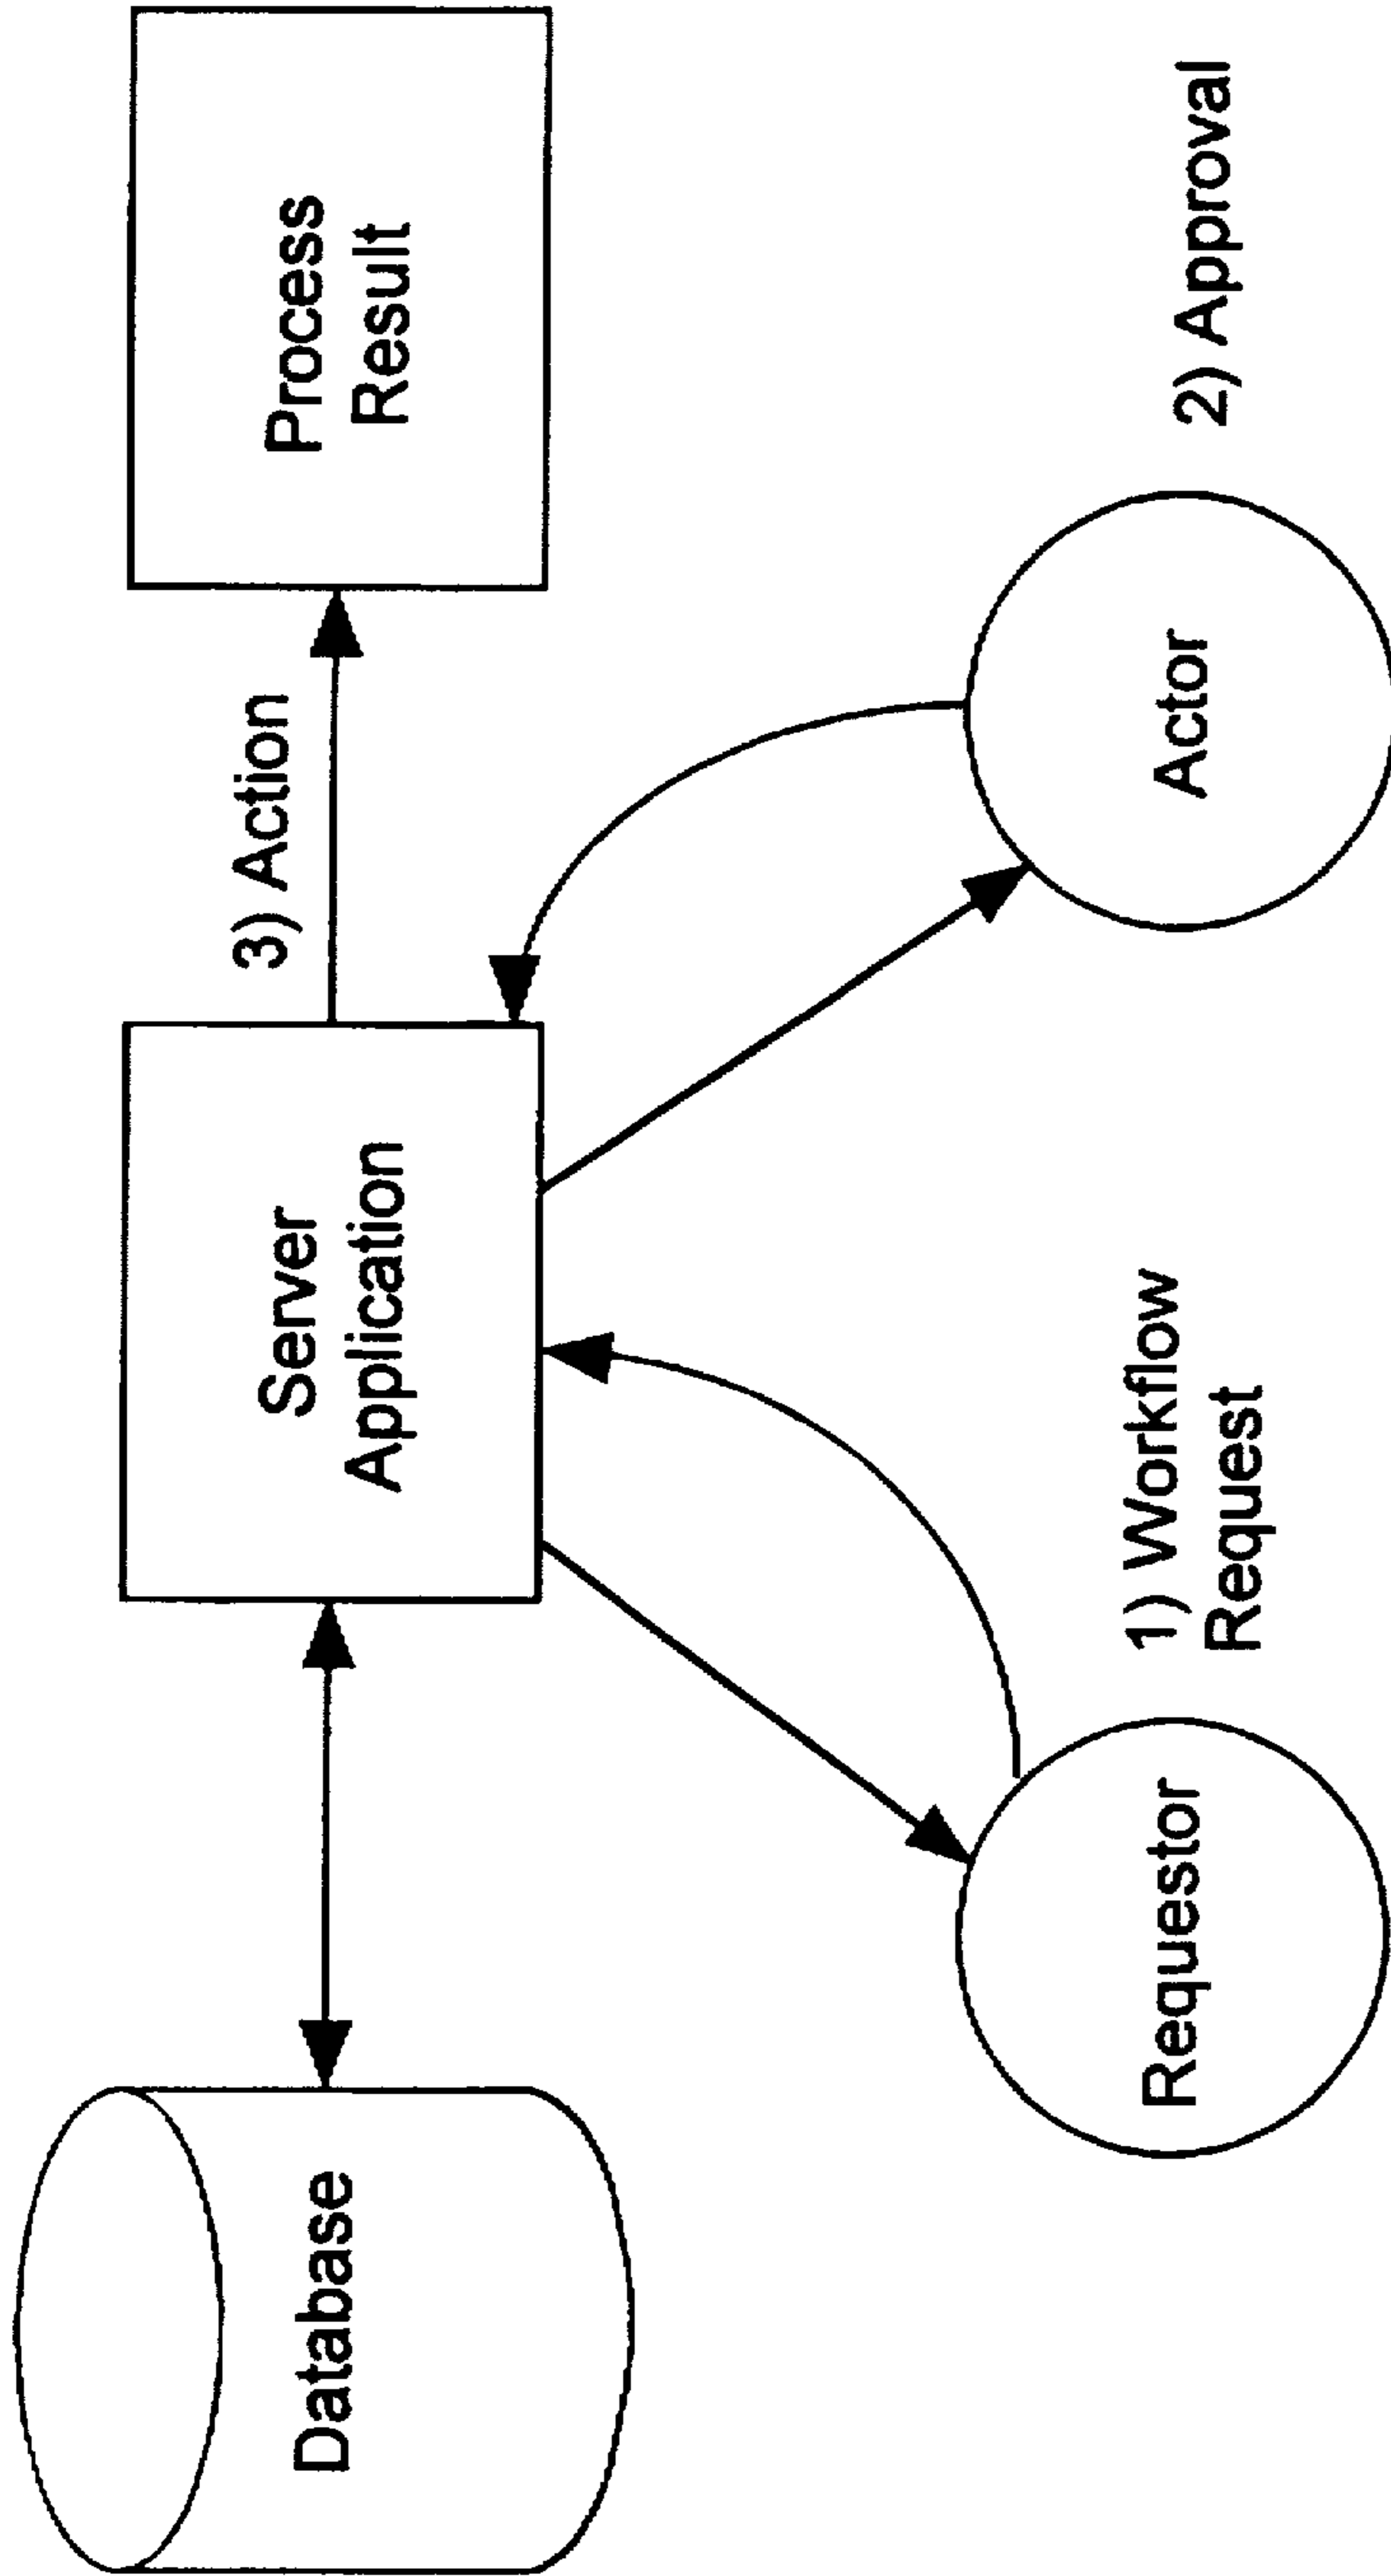 Database
Server
Application
3) Action
Process
Result
Requestor
1) Workflow
Request
Actor
2) Approval